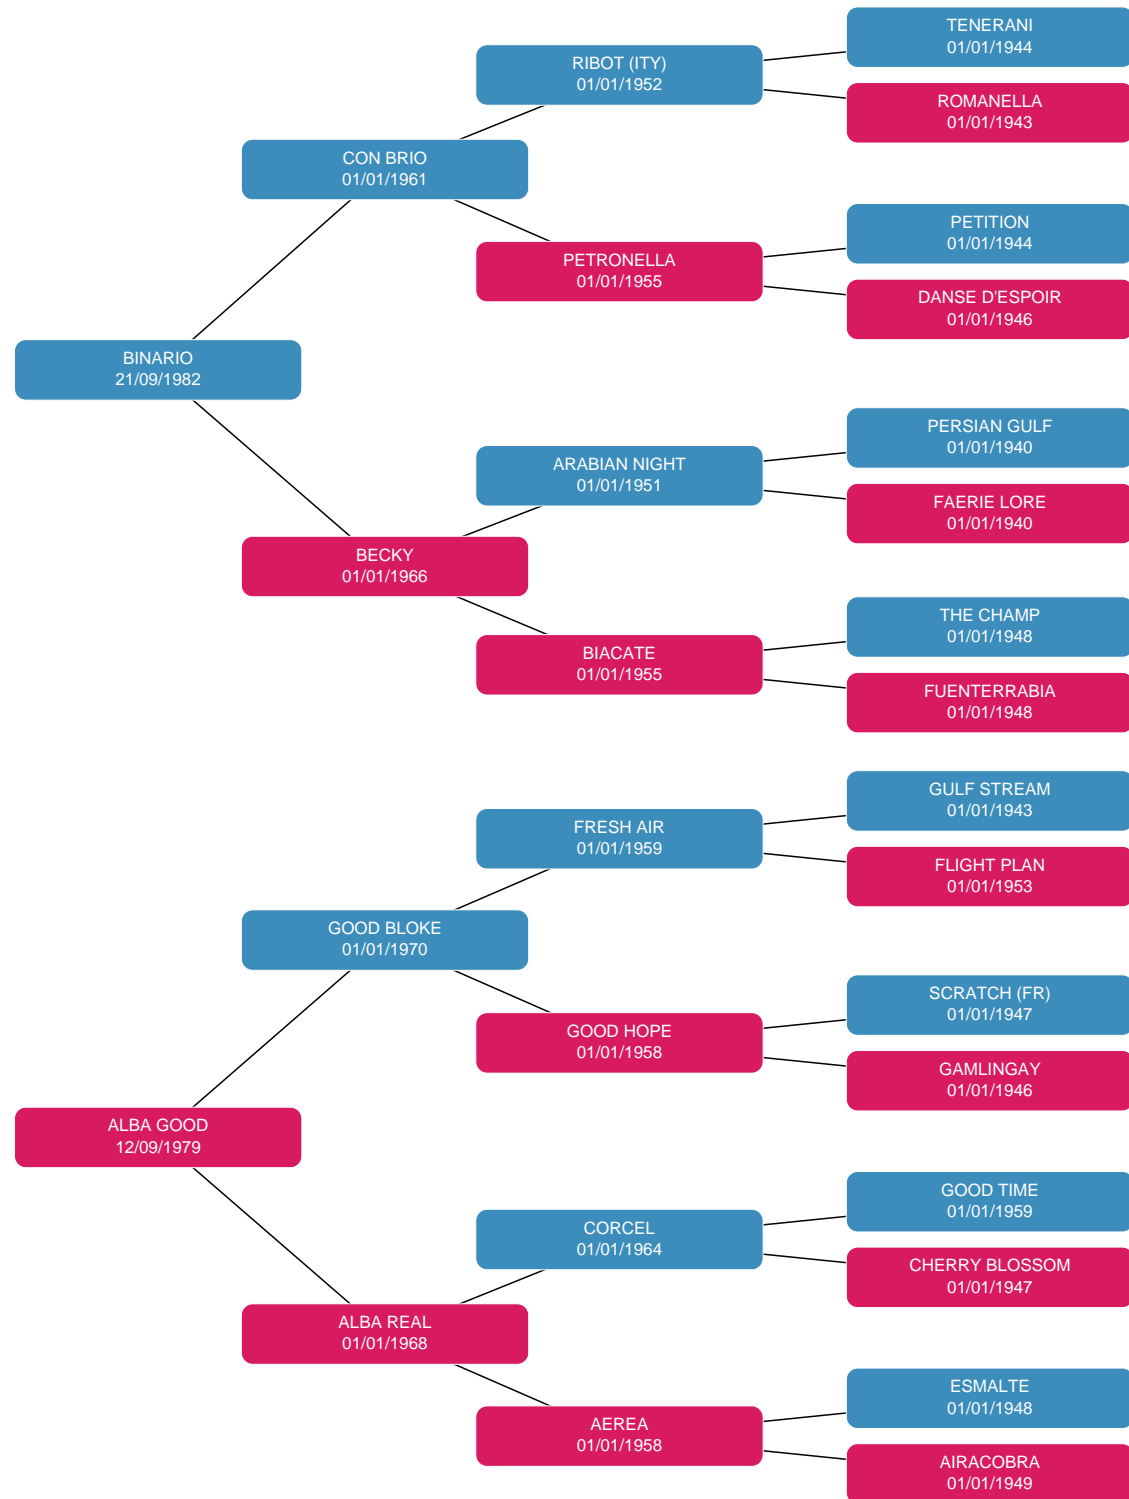 TENERANI
01/01/1944
RIBOT (ITY)
01/01/1952
ROMANELLA
01/01/1943
CON BRIO
01/01/1961
PETITION
01/01/1944
PETRONELLA
01/01/1955
DANSE D'ESPOIR
01/01/1946
BINARIO
21/09/1982
PERSIAN GULF
01/01/1940
ARABIAN NIGHT
01/01/1951
FAERIE LORE
01/01/1940
BECKY
01/01/1966
THE CHAMP
01/01/1948
BIACATE
01/01/1955
FUENTERRABIA
01/01/1948
GULF STREAM
01/01/1943
FRESH AIR
01/01/1959
FLIGHT PLAN
01/01/1953
GOOD BLOKE
01/01/1970
SCRATCH (FR)
01/01/1947
GOOD HOPE
01/01/1958
GAMLINGAY
01/01/1946
ALBA GOOD
12/09/1979
GOOD TIME
01/01/1959
CORCEL
01/01/1964
CHERRY BLOSSOM
01/01/1947
ALBA REAL
01/01/1968
ESMALTE
01/01/1948
AEREA
01/01/1958
AIRACOBRA
01/01/1949